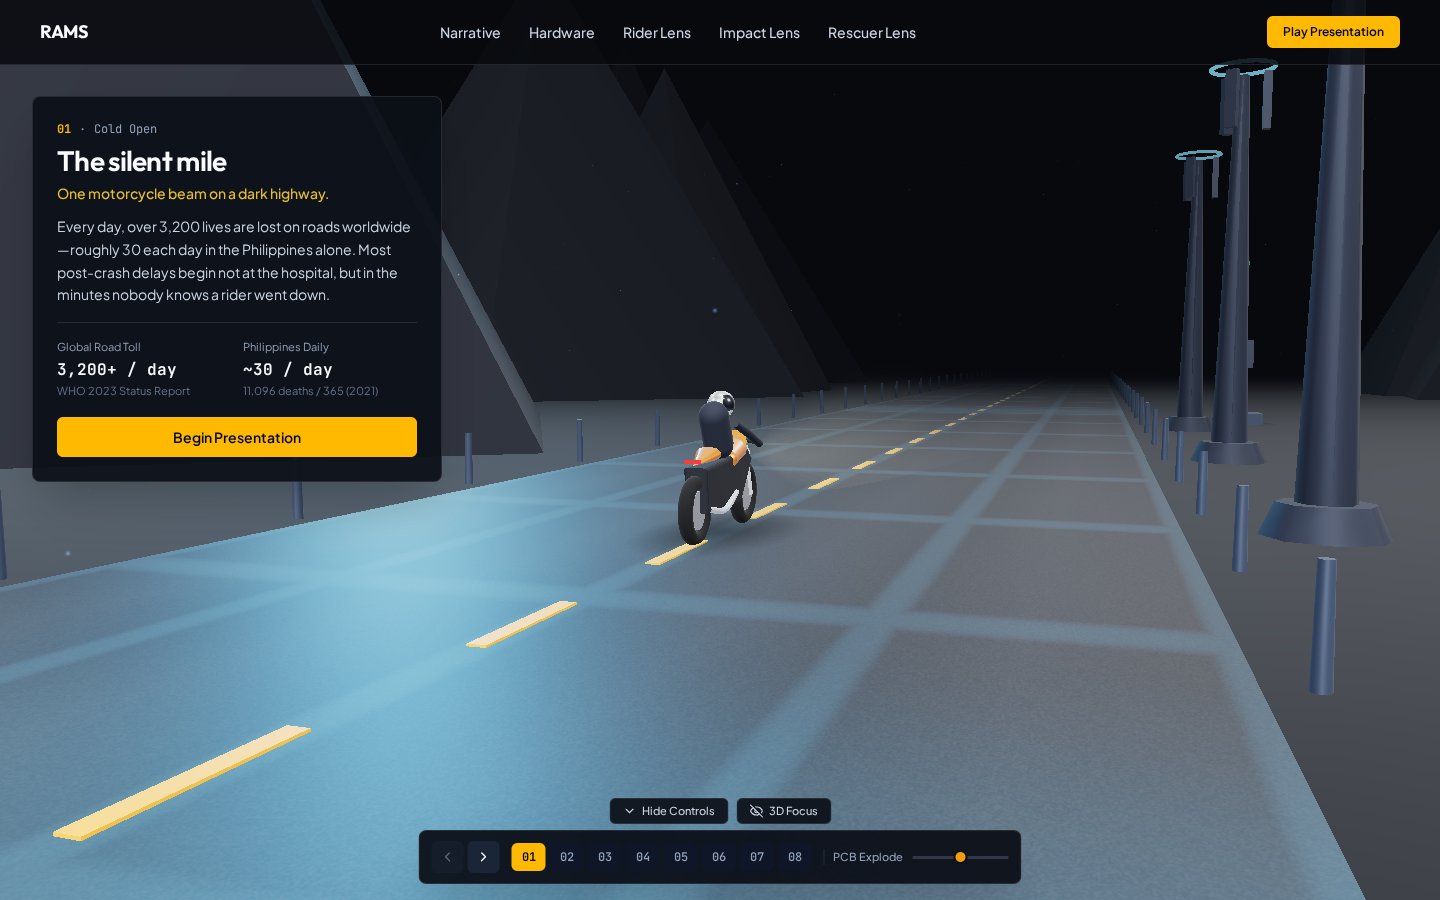 RAMS
Narrative
Hardware
Rider Lens
Impact Lens
Rescuer Lens
Play Presentation
01 · Cold Open
The silent mile
One motorcycle beam on a dark highway.
Every day, over 3,200 lives are lost on roads worldwide
—roughly 30 each day in the Philippines alone. Most
post-crash delays begin not at the hospital, but in the
minutes nobody knows a rider went down.
Global Road Toll
3,200+ / day
WHO 2023 Status Report
Philippines Daily
~30 / day
11,096 deaths / 365 (2021)
Begin Presentation
Hide Controls
3D Focus
01 02 03 04 05 06 07 08
PCB Explode